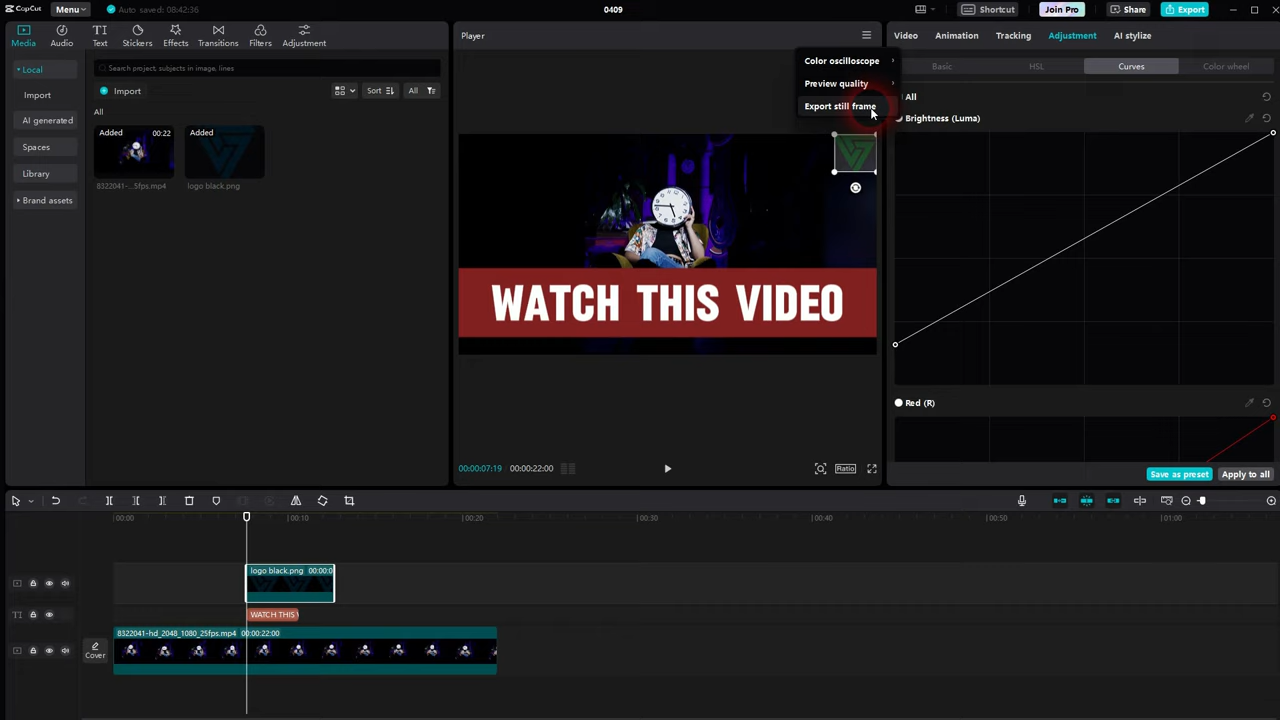 CapCut
Menu
Auto saved: 08:42:36
0409
Shortcut
Join Pro
Share
Export
Media
Audio
Text
Stickers
Effects
Transitions
Filters
Adjustment
Player
Video
Animation
Tracking
Adjustment
AI stylize
Local
Search project, subjects in image, lines
Color oscilloscope
Basic
HSL
Curves
Color wheel
Import
Import
Sort
All
Preview quality
All
All
Export still frame
AI generated
Brightness (Luma)
Added
00:22
Added
Spaces
Library
8322041-...5fps.mp4
logo black.png
Brand assets
WATCH THIS VIDEO
Red (R)
00:00:07:19
00:00:22:00
Ratio
Save as preset
Apply to all
00:00
00:10
00:20
00:30
00:40
00:50
01:00
logo black.png 00:00:0
WATCH THIS
8322041-hd_2048_1080_25fps.mp4 00:00:22:00
Cover